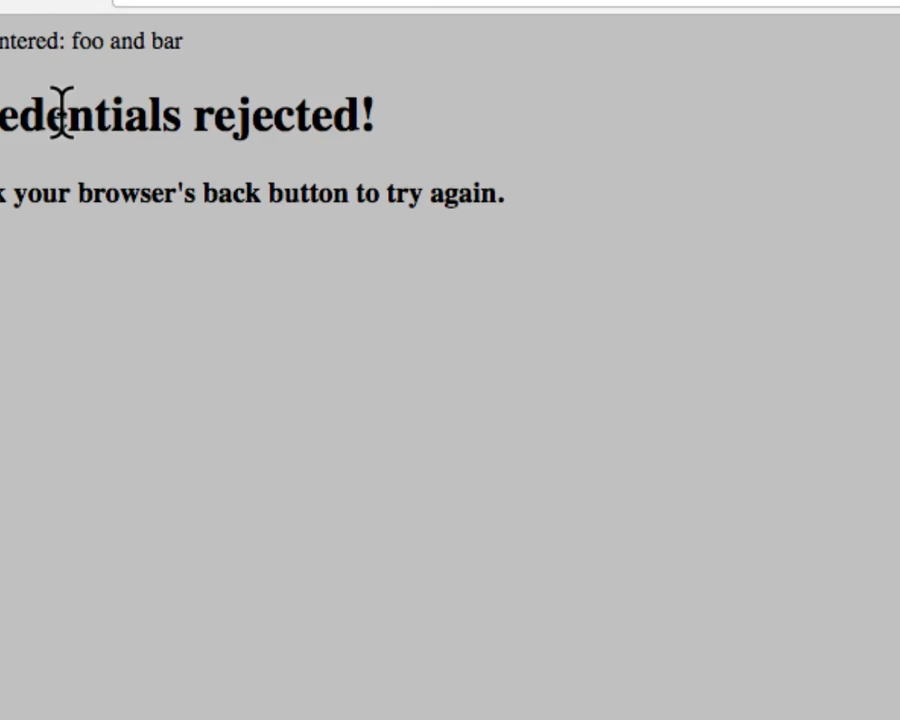 ntered: foo and bar
edentials rejected!
k your browser's back button to try again.